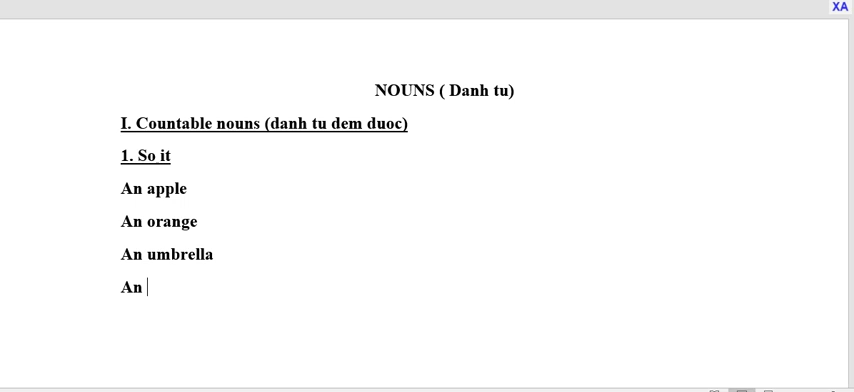 XA
NOUNS ( Danh tu)
I. Countable nouns (danh tu dem duoc)
1. So it
An apple
An orange
An umbrella
An